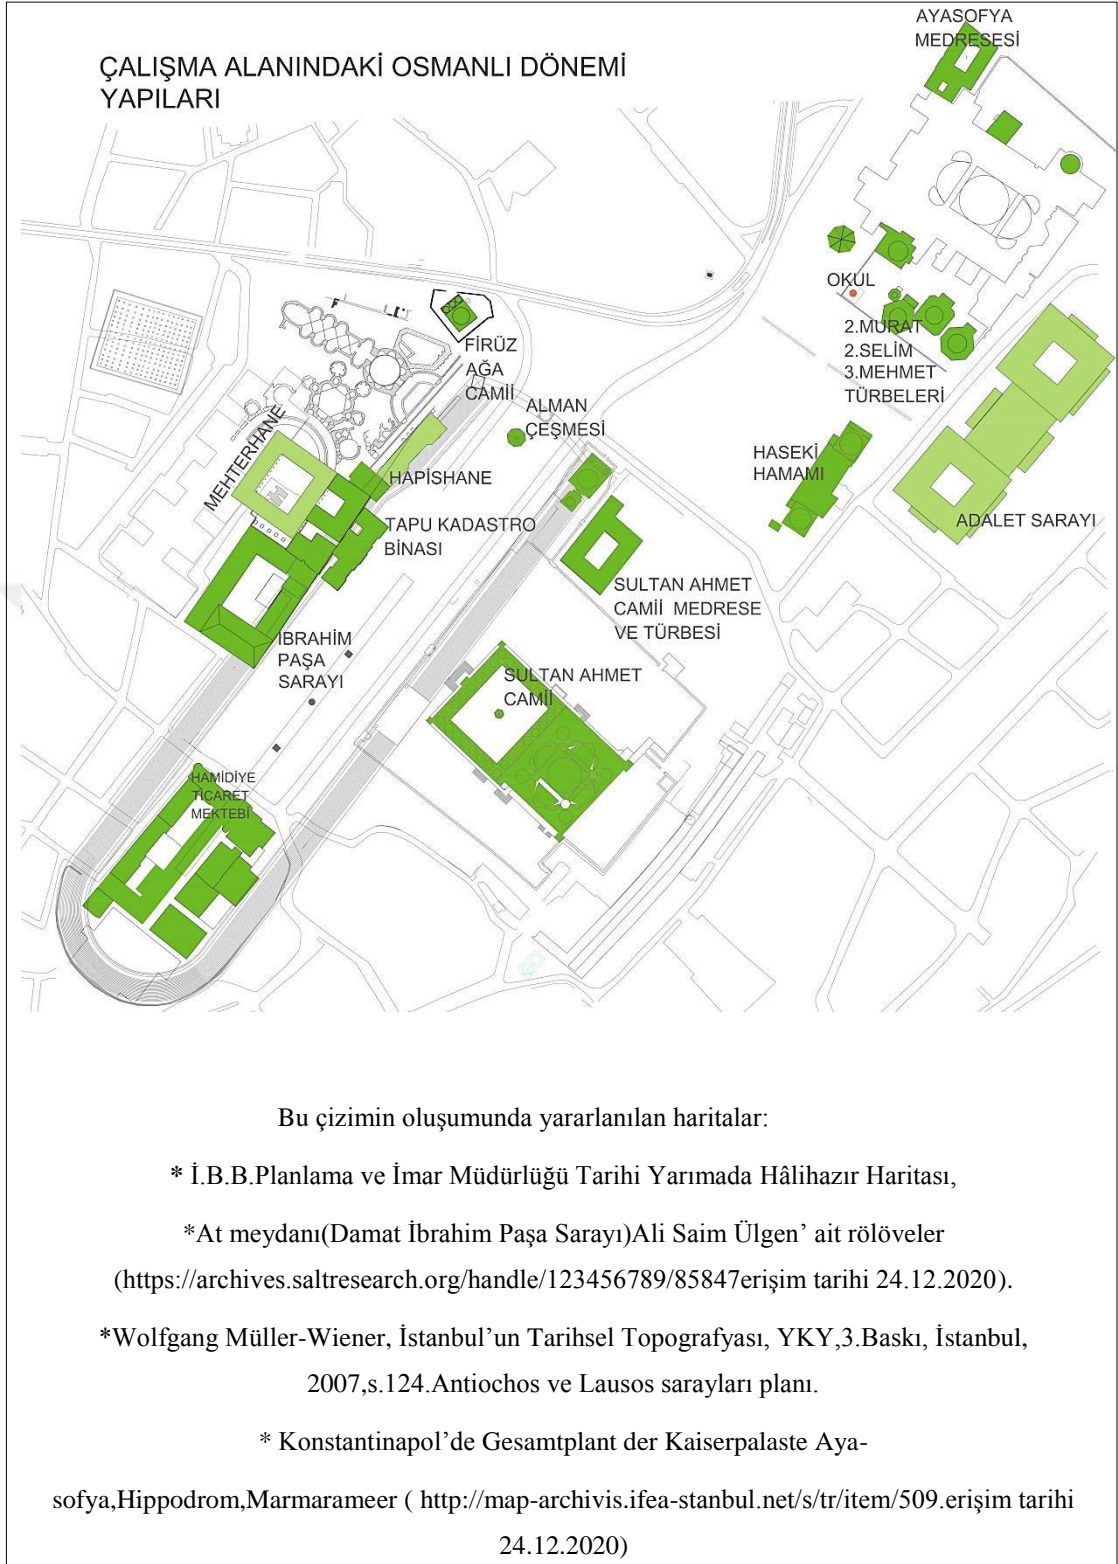 ÇALIŞMA ALANINDAKİ OSMANLI DÖNEMİ
YAPILARI
AYASOFYA
MEDRESESİ
OKUL
2.MURAT
2.SELİM
3.MEHMET
TÜRBELERİ
FİRÜZ
AĞA
CAMİİ
ALMAN
ÇEŞMESİ
MEHTERHANE
HAPİSHANE
HASEKİ
HAMAMI
ADALET SARAYI
TAPU KADASTRO
BİNASI
SULTAN AHMET
CAMİİ MEDRESE
VE TÜRBESİ
İBRAHİM
PAŞA
SARAYI
SULTAN AHMET
CAMİİ
HAMİDİYE
TİCARET
MEKTEBİ
Bu çizimin oluşumunda yararlanılan haritalar:
* İ.B.B.Planlama ve İmar Müdürlüğü Tarihi Yarımada Hâlihazır Haritası,
*At meydanı(Damat İbrahim Paşa Sarayı)Ali Saim Ülgen’ ait rölöveler
(https://archives.saltresearch.org/handle/123456789/85847erişim tarihi 24.12.2020).
*Wolfgang Müller-Wiener, İstanbul’un Tarihsel Topografyası, YKY,3.Baskı, İstanbul,
2007,s.124.Antiochos ve Lausos sarayları planı.
* Konstantinapol’de Gesamtplant der Kaiserpalaste Aya-
sofya,Hippodrom,Marmarameer ( http://map-archivis.ifea-stanbul.net/s/tr/item/509.erişim tarihi
24.12.2020)